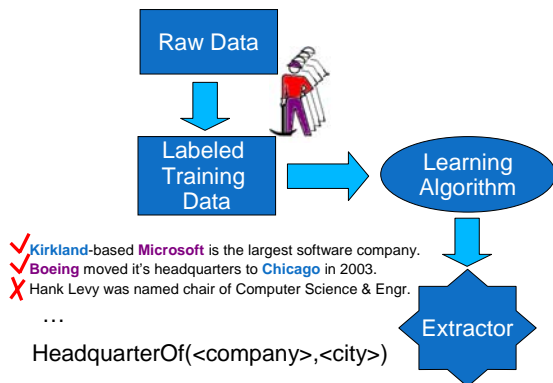 Raw Data
Labeled
Training
Data
Learning
Algorithm
Kirkland-based Microsoft is the largest software company.
Boeing moved it's headquarters to Chicago in 2003.
Hank Levy was named chair of Computer Science & Engr.
…
Extractor
HeadquarterOf(<company>,<city>)